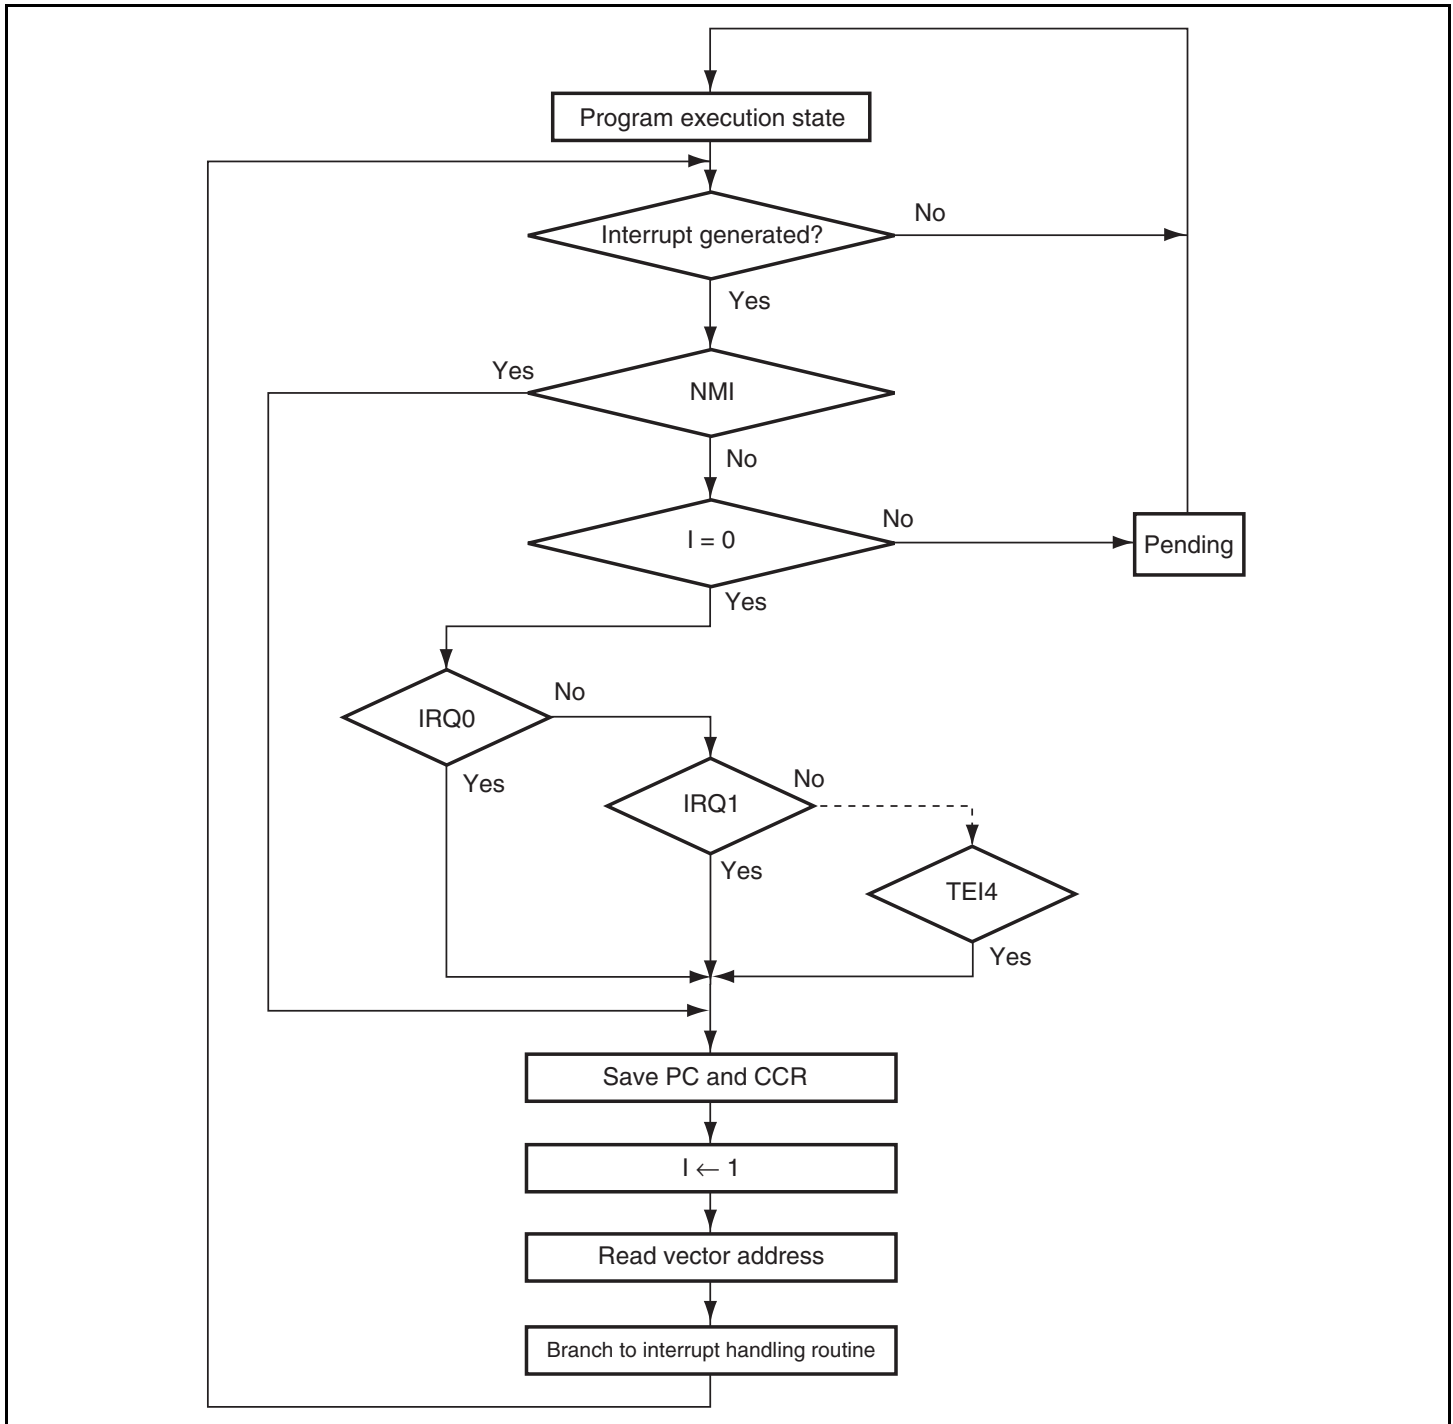 Program execution state
Interrupt generated?
No
Yes
Yes
NMI
No
I = 0
No
Pending
Yes
IRQ0
No
Yes
IRQ1
No
Yes
TEI4
Yes
Save PC and CCR
I ← 1
Read vector address
Branch to interrupt handling routine